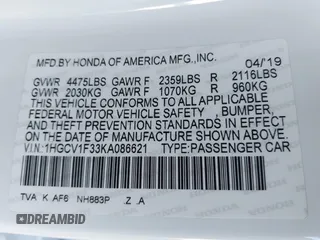 MFD.BY HONDA OF AMERICA MFG.,INC. 04/19
GVWR 4475LBS GAWR F 2359LBS R 2116LBS
GVWR 2030KG GAWR F 1070KG R 960KG
THIS VEHICLE CONFORMS TO ALL APPLICABLE
FEDERAL MOTOR VEHICLE SAFETY , BUMPER,
AND THEFT PREVENTION STANDARDS IN EFFECT
ON THE DATE OF MANUFACTURE SHOWN ABOVE.
V.I.N:1HGCV1F33KA086621 TYPE:PASSENGER CAR
TVA K AF6 NH883P .Z .A
DREAMBID
DREAMBID.COM